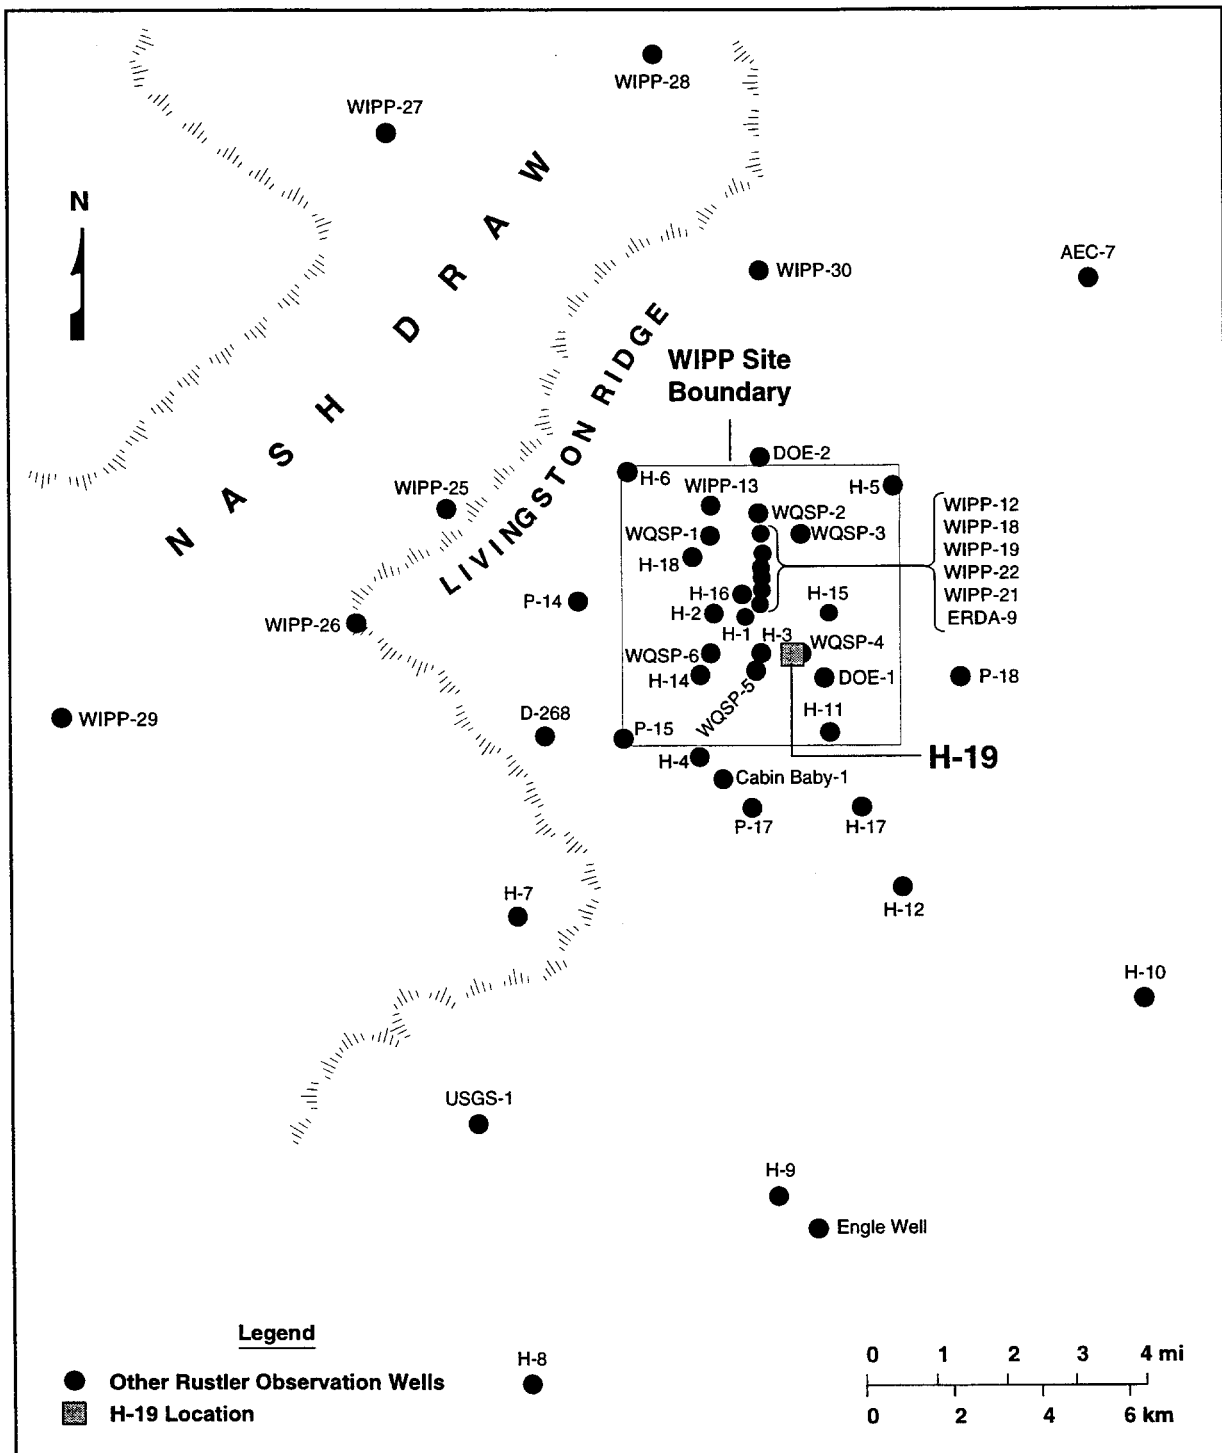 WIPP-28
WIPP-27
N
NASH DRAW
AEC-7
WIPP-30
LIVINGSTON RIDGE
WIPP Site
Boundary
DOE-2
H-6
WIPP-13
H-5
WIPP-25
WQSP-2
WIPP-12
WQSP-1
WQSP-3
WIPP-18
H-18
WIPP-19
WIPP-22
H-16
H-15
WIPP-21
P-14
H-2
ERDA-9
WIPP-26
H-1
H-3
WQSP-4
WQSP-6
H-14
DOE-1
P-18
WQSP-5
WIPP-29
D-268
P-15
H-11
H-4
H-19
Cabin Baby-1
P-17
H-17
H-7
H-12
H-10
USGS-1
H-9
Engle Well
Legend
Other Rustler Observation Wells
H-19 Location
H-8
0 1 2 3 4 mi
0 2 4 6 km